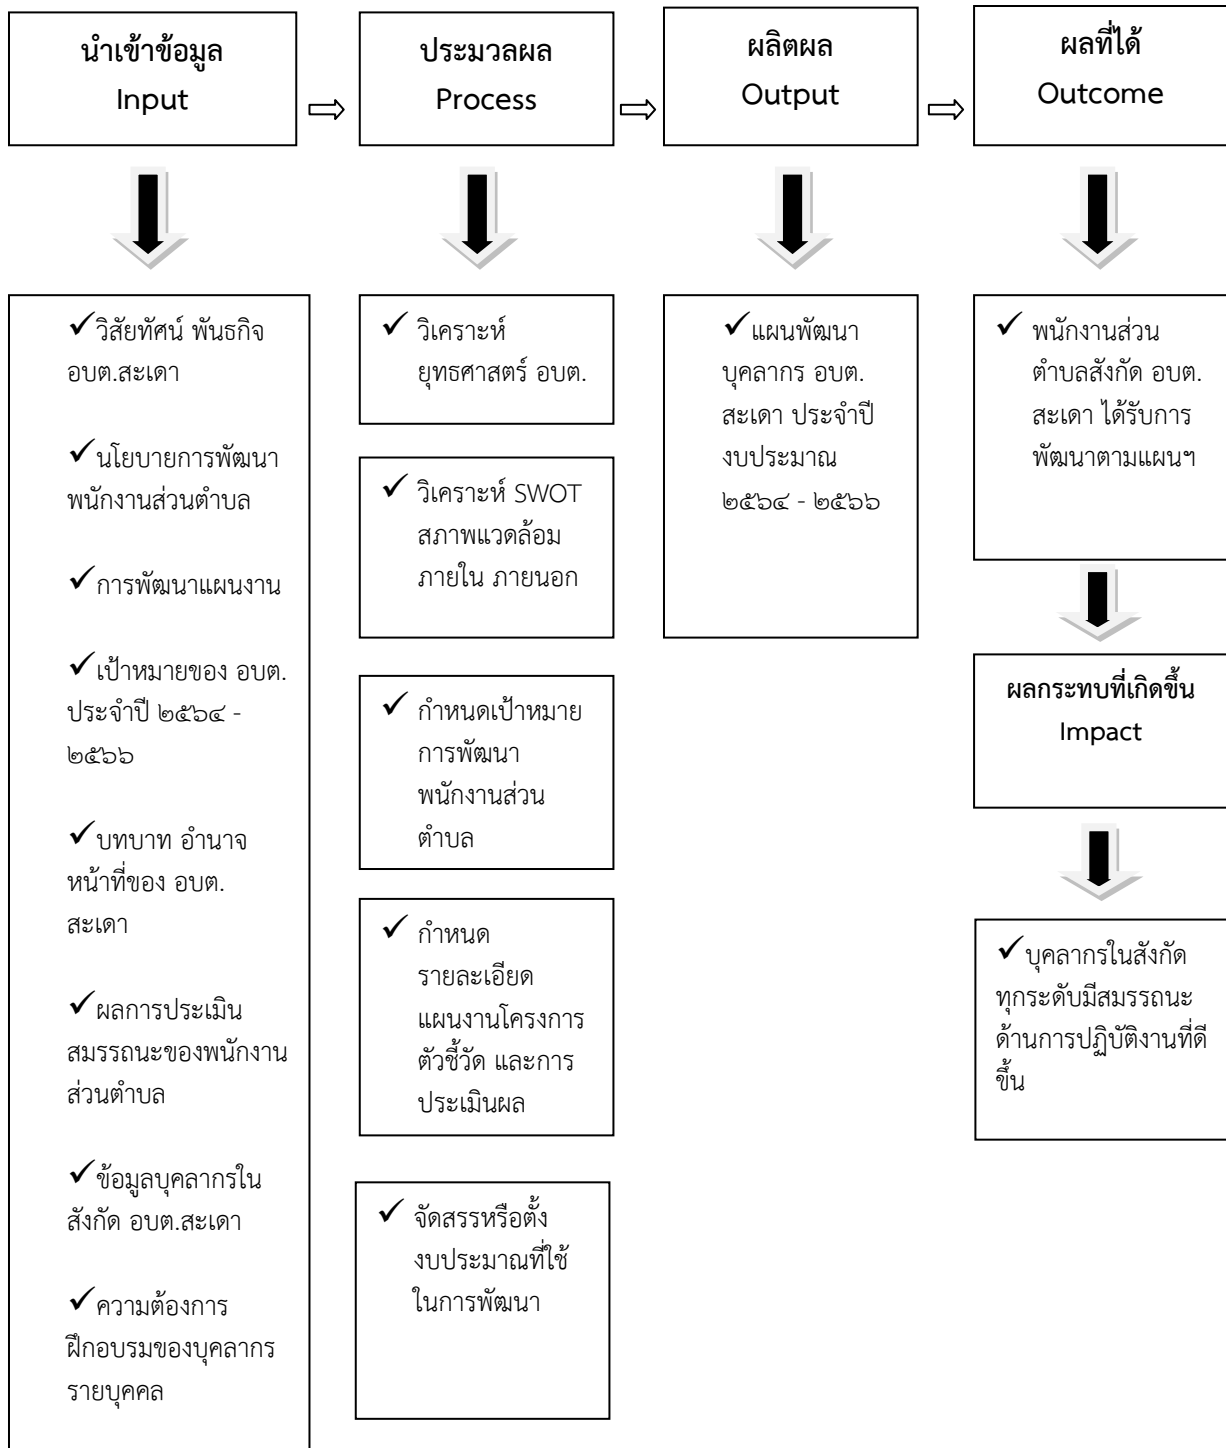 นำเข้าข้อมูล
Input
ประมวลผล
Process
ผลิตผล
Output
ผลที่ได้
Outcome
✓วิสัยทัศน์ พันธกิจ
อบต.สะเดา
✓นโยบายการพัฒนา
พนักงานส่วนตำบล
✓การพัฒนาแผนงาน
✓เป้าหมายของ อบต.
ประจำปี ๒๕๖๔ -
๒๕๖๖
✓บทบาท อำนาจ
หน้าที่ของ อบต.
สะเดา
✓ผลการประเมิน
สมรรถนะของพนักงาน
ส่วนตำบล
✓ข้อมูลบุคลากรใน
สังกัด อบต.สะเดา
✓ความต้องการ
ฝึกอบรมของบุคลากร
รายบุคคล
✓ วิเคราะห์
ยุทธศาสตร์ อบต.
✓ วิเคราะห์ SWOT
สภาพแวดล้อม
ภายใน ภายนอก
✓ กำหนดเป้าหมาย
การพัฒนา
พนักงานส่วน
ตำบล
✓ กำหนด
รายละเอียด
แผนงานโครงการ
ตัวชี้วัด และการ
ประเมินผล
✓ จัดสรรหรือตั้ง
งบประมาณที่ใช้
ในการพัฒนา
✓แผนพัฒนา
บุคลากร อบต.
สะเดา ประจำปี
งบประมาณ
๒๕๖๔ - ๒๕๖๖
✓ พนักงานส่วน
ตำบลสังกัด อบต.
สะเดา ได้รับการ
พัฒนาตามแผนฯ
ผลกระทบที่เกิดขึ้น
Impact
✓บุคลากรในสังกัด
ทุกระดับมีสมรรถนะ
ด้านการปฏิบัติงานที่ดี
ขึ้น